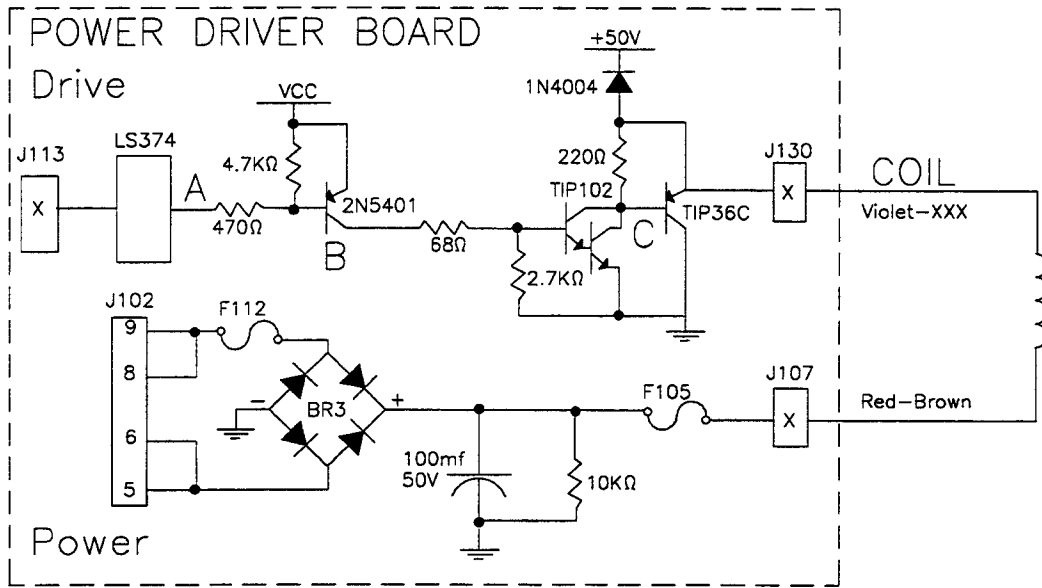 POWER DRIVER BOARD
Drive
+50V
1N4004
VCC
LS374
J113
X
A
4.7KΩ
470Ω
2N5401
B
68Ω
2.7KΩ
220Ω
TIP102
C
TIP36C
J130
X
COIL
Violet-XXX
J102
9
8
6
5
F112
BR3
-
+
100mf
50V
10KΩ
F105
J107
X
Red-Brown
Power